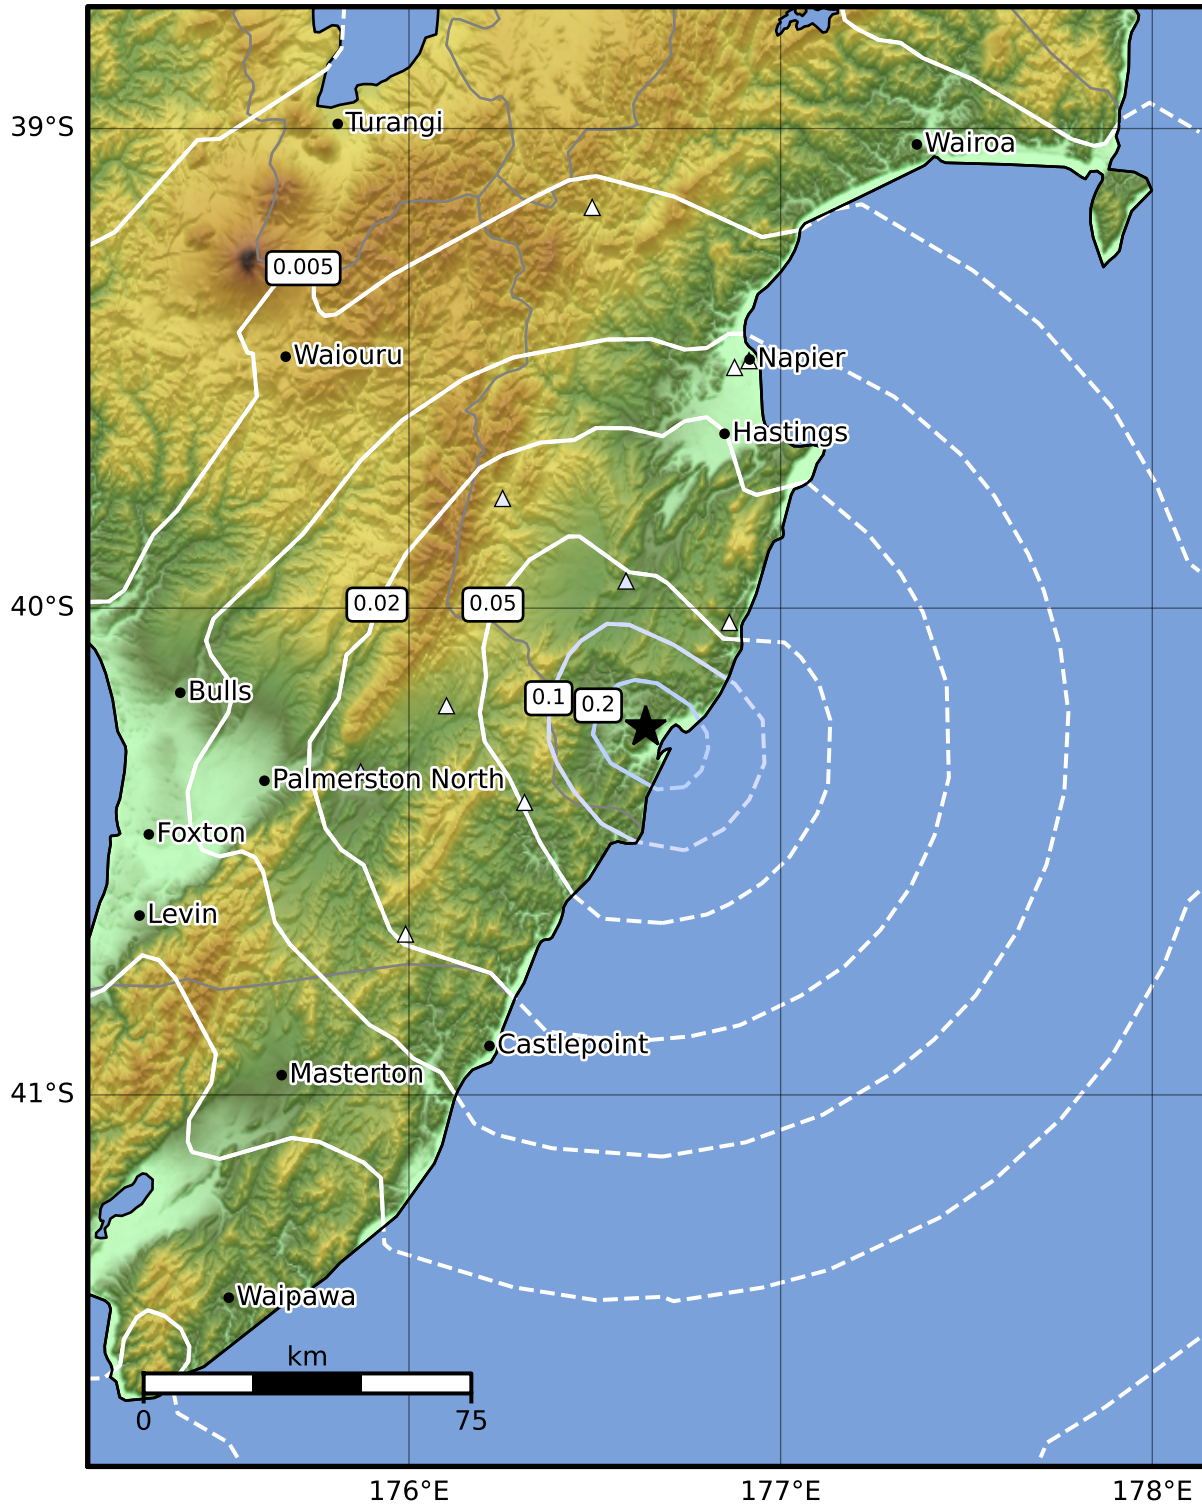 39°S
Turangi
Wairoa
0.005
Waiouru
Napier
Hastings
40°S
0.02
0.05
Bulls
0.1
0.2
Palmerston North
Foxton
Levin
Castlepoint
Masterton
41°S
Waipawa
km
0
75
176°E
177°E
178°E